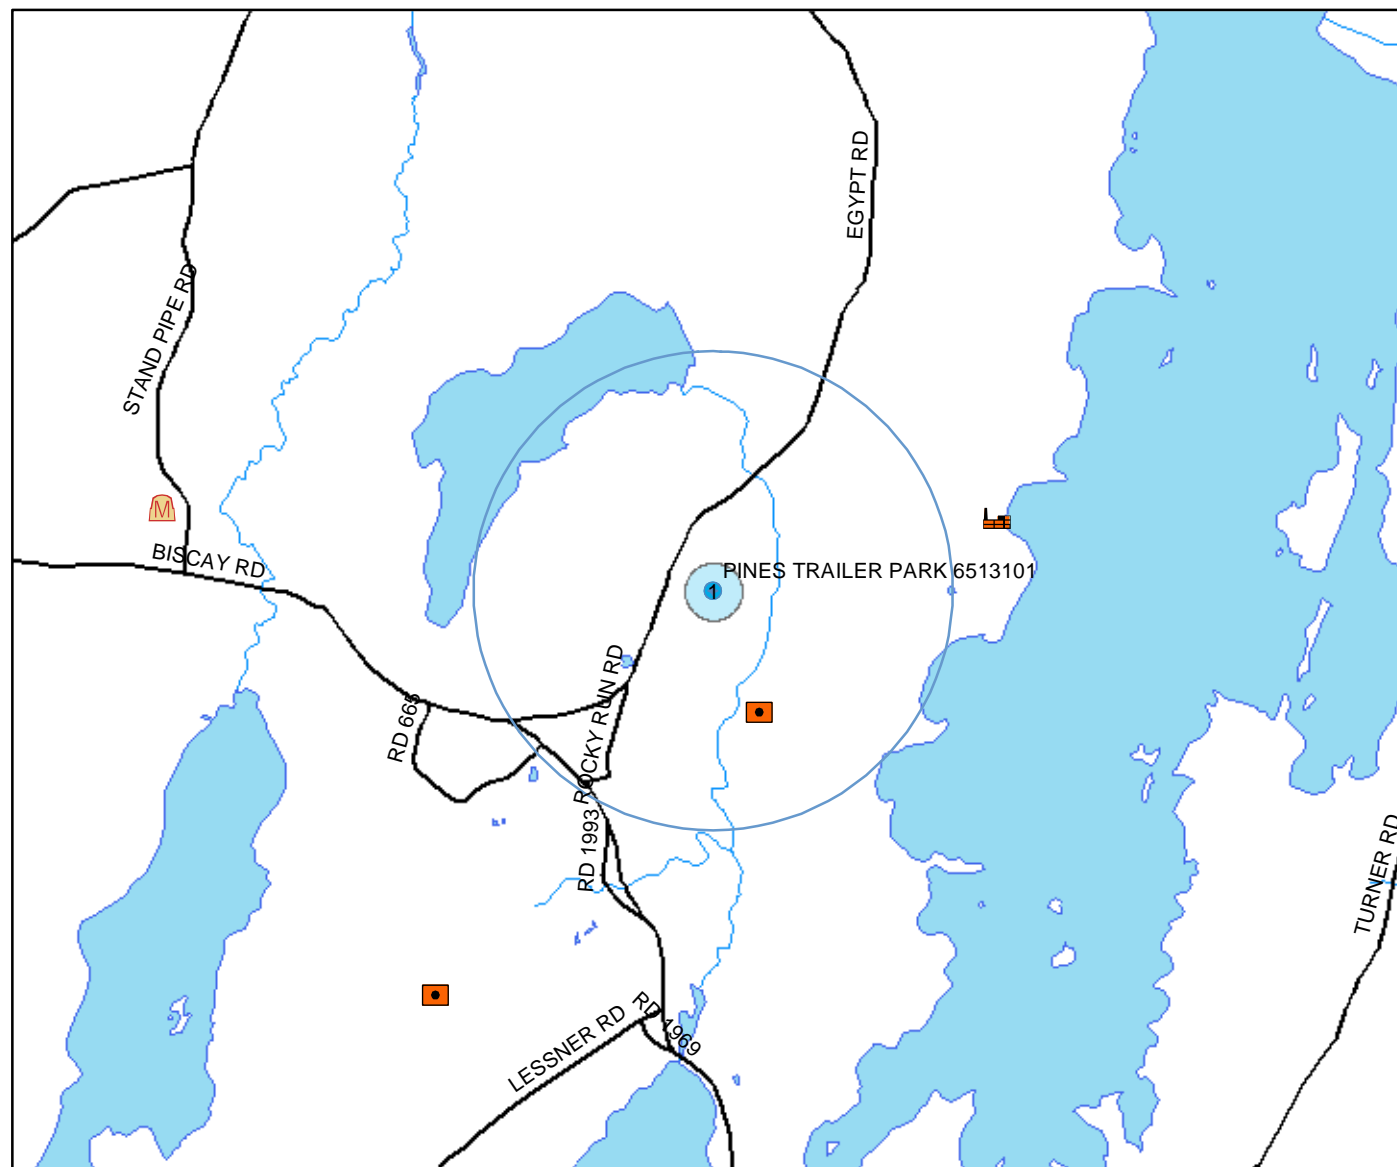 EGYPT RD
STAND PIPE RD
M
BISCAY RD
PINES TRAILER PARK 6513101
1
ROCKY RUN RD
RD 665
RD 1993
TURNER RD
LESSNER RD
RD 1969